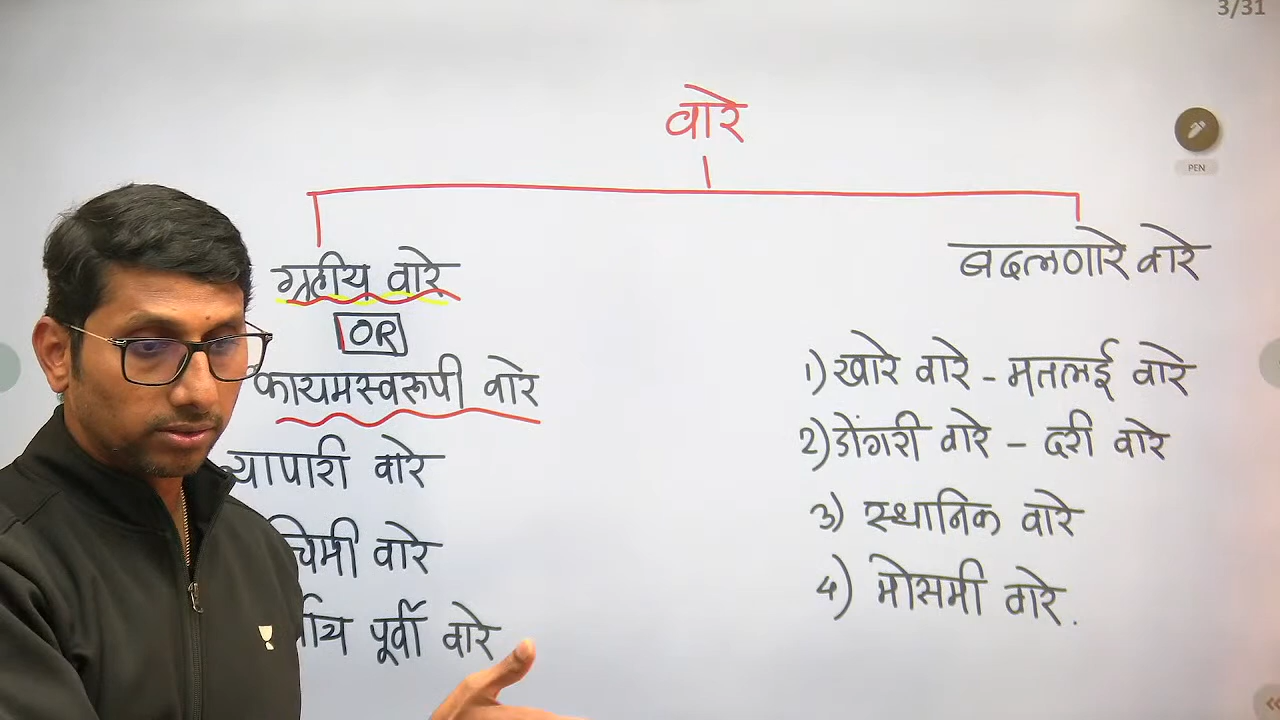 3/31
वारे
PEN
ग्रहीय वारे
OR
कायमस्वरूपी वारे
व्यापारी वारे
वारे
पूर्वी वारे
बदलणारे वारे
1) खारे वारे - मतलई वारे
2) डोंगरी वारे - दरी वारे
3) स्थानिक वारे
4) मोसमी वारे.